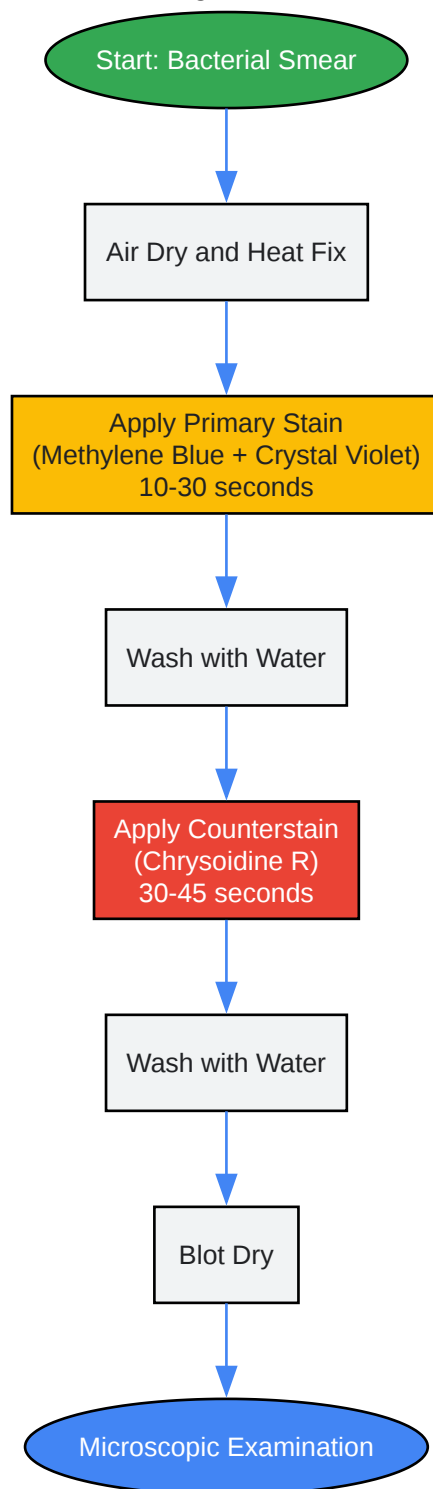 Start: Bacterial Smear
Air Dry and Heat Fix
Apply Primary Stain
(Methylene Blue + Crystal Violet)
10-30 seconds
Wash with Water
Apply Counterstain
(Chrysoidine R)
30-45 seconds
Wash with Water
Blot Dry
Microscopic Examination